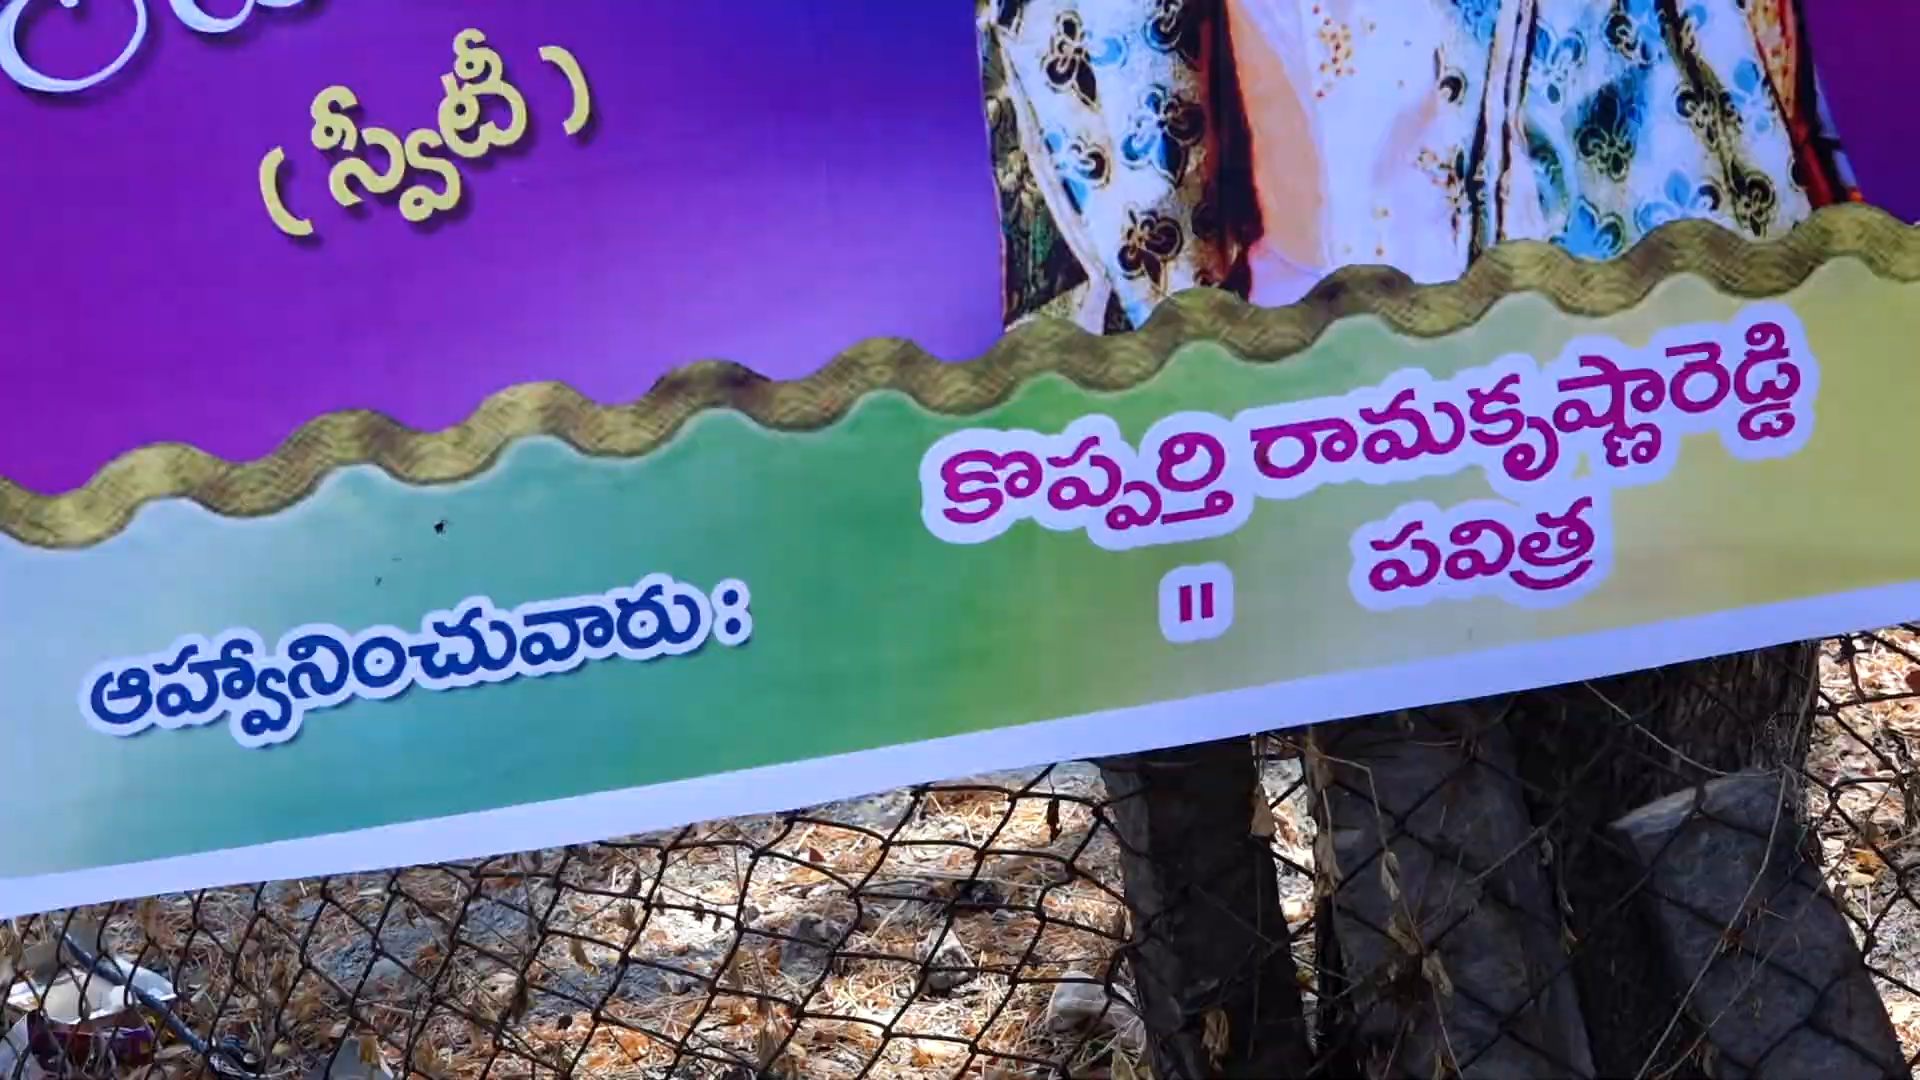 ( స్వీటీ )
కొప్పర్తి రామకృష్ణారెడ్డి
" పవిత్ర
ఆహ్వానించువారు :